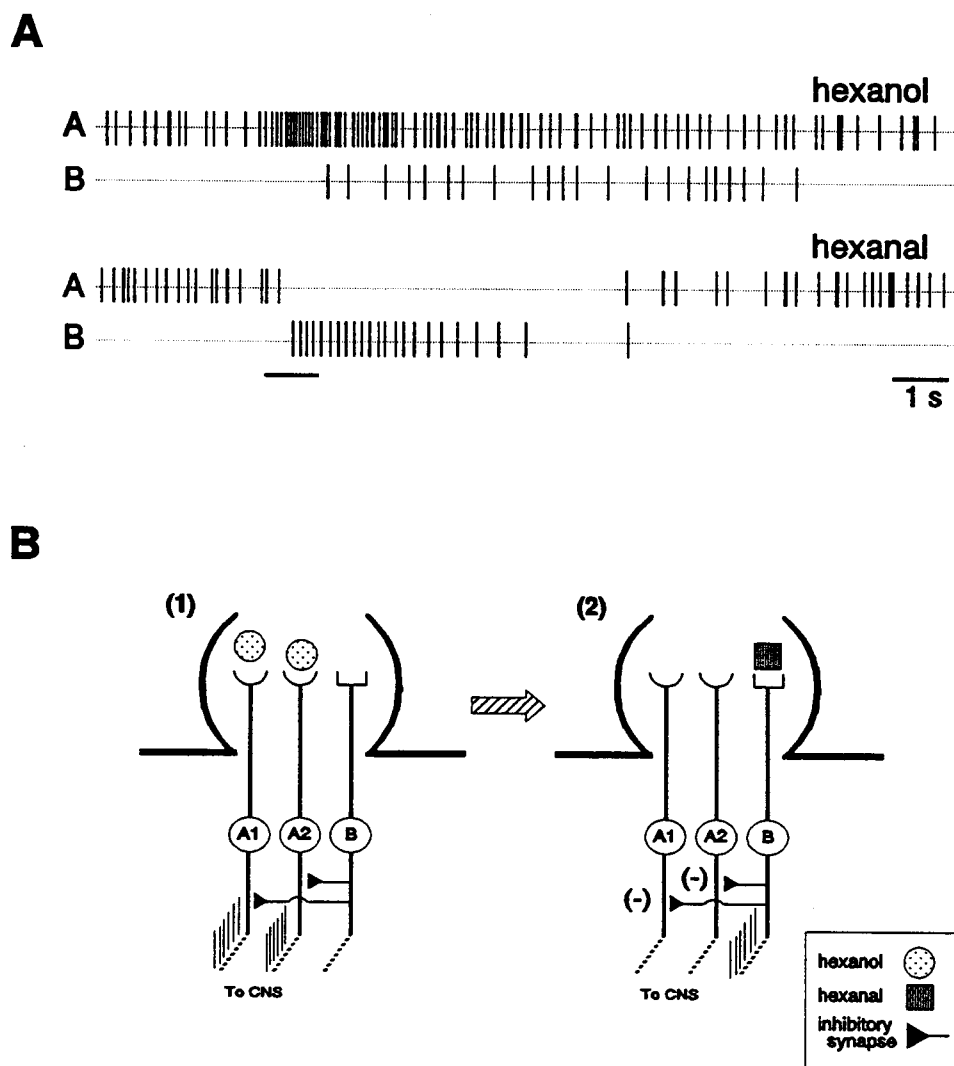 A
hexanol
A
B
hexanal
A
B
1 s
B
(1)
(2)
A1 A2 B
A1 A2 B
(-)
(-)
To CNS
To CNS
hexanol
hexanal
inhibitory
synapse